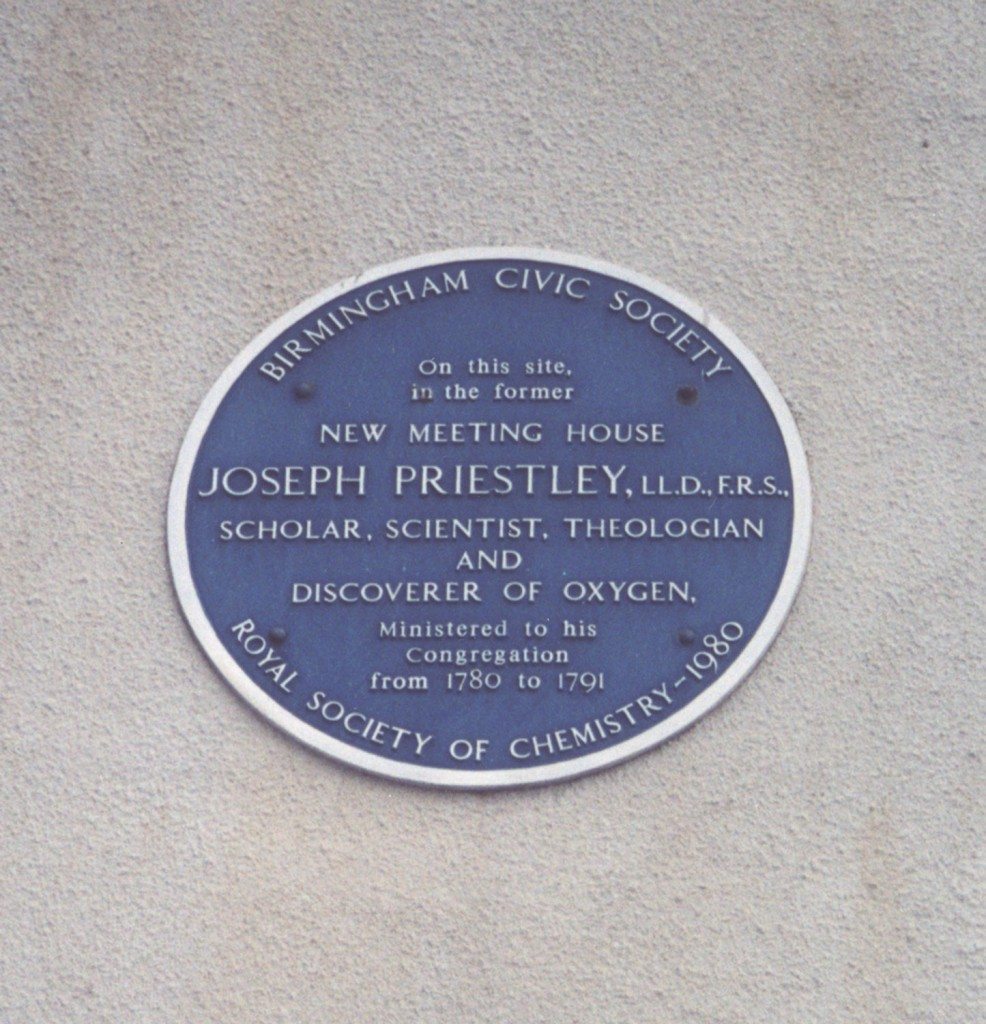 BIRMINGHAM CIVIC SOCIETY
On this site,
in the former
NEW MEETING HOUSE
JOSEPH PRIESTLEY, LL.D., F.R.S.,
SCHOLAR, SCIENTIST, THEOLOGIAN
AND
DISCOVERER OF OXYGEN,
Ministered to his
Congregation
from 1780 to 1791
ROYAL SOCIETY OF CHEMISTRY-1980